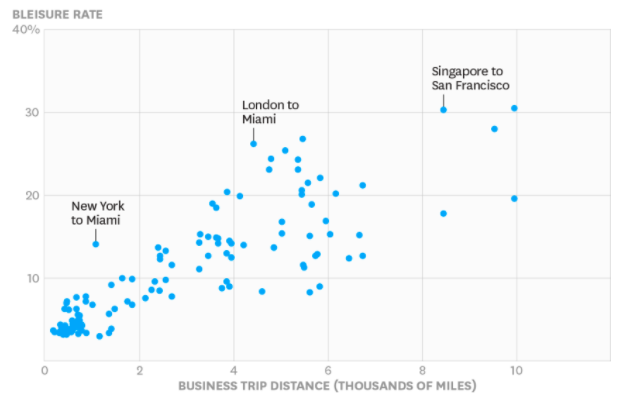 BLEISURE RATE
40%
Singapore to
San Francisco
30
London to
Miami
20
New York
to Miami
10
0
2
4
6
8
10
BUSINESS TRIP DISTANCE (THOUSANDS OF MILES)